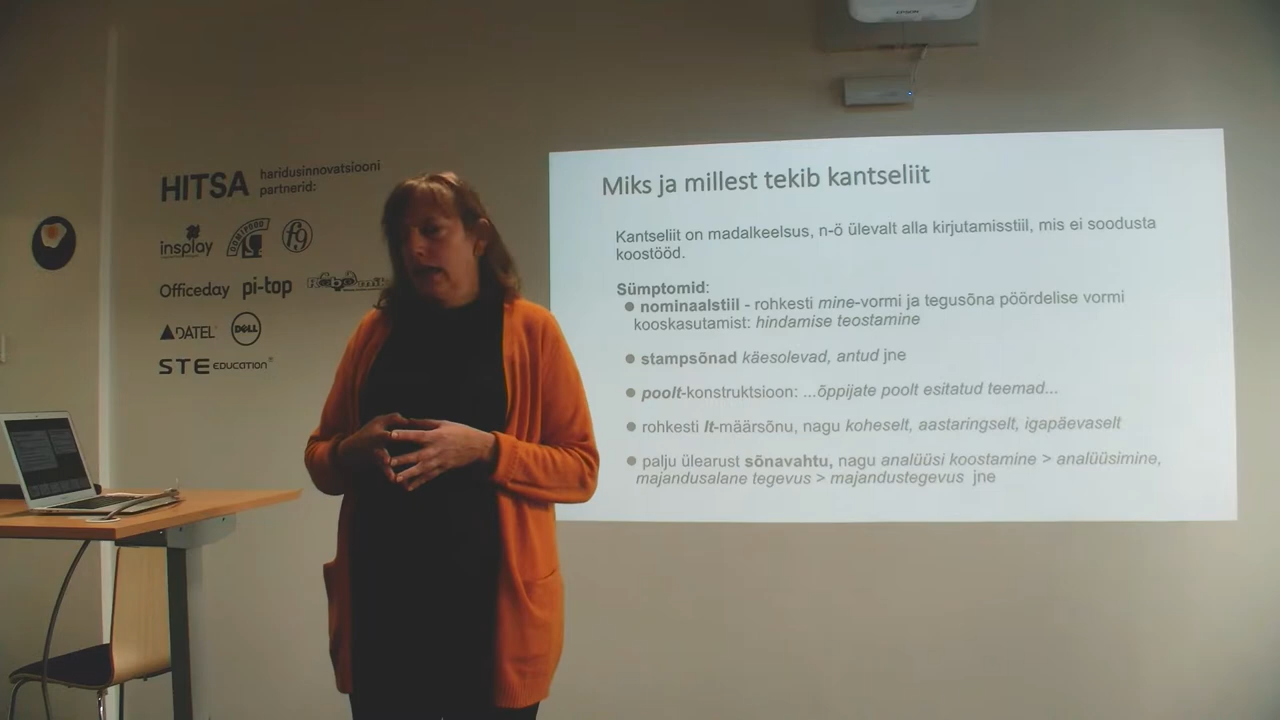 EPSON
HITSA
haridusinnovatsiooni
partnerid:
insplay
f9
Officeday
pi-top
DATEL
DELL
STE EDUCATION®
Miks ja millest tekib kantseliit
Kantseliit on madalkeelsus, n-ö ülevalt alla kirjutamisstiil, mis ei soodusta
koostööd.
Sümptomid:
● nominaalstiil - rohkesti mine-vormi ja tegusõna pöördelise vormi
kooskasutamist: hindamise teostamine
● stampsõnad käesolevad, antud jne
● poolt-konstruktsioon: ...õppijate poolt esitatud teemad...
● rohkesti lt-määrsõnu, nagu koheselt, aastaringselt, igapäevaselt
● palju ülearust sõnavahtu, nagu analüüsi koostamine > analüüsimine,
majandusalane tegevus > majandustegevus jne